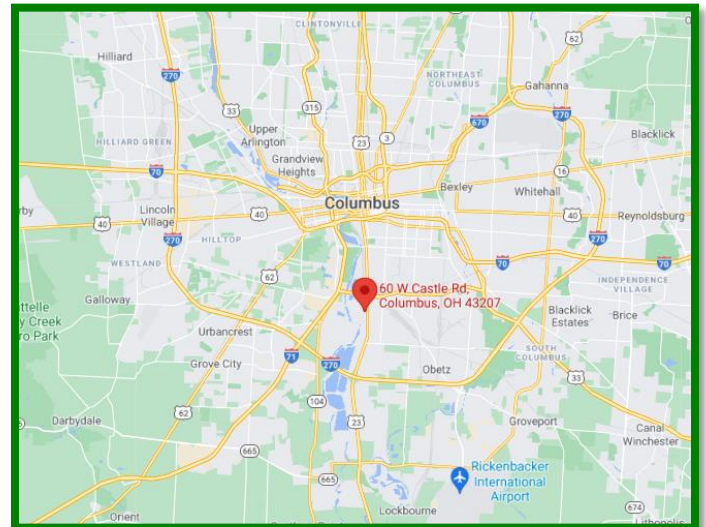 CLINTONVILLE
62
Hilliard
270
NORTHEAST
COLUMBUS
Gahanna
33
315
Upper
Arlington
23
3
670
270
Blacklick
HILLIARD GREEN
Grandview
Heights
70
16
Bexley
Whitehall
Columbus
40
Lincoln
Village
40
40
Reynoldsburg
270
HILLTOP
270
WESTLAND
62
70
70
INDEPENDENCE
VILLAGE
60 W Castle Rd,
Columbus, OH 43207
Galloway
Blacklick
Estates
Brice
Urbancrest
SOUTH
COLUMBUS
71
270
Grove City
Obetz
33
104
62
23
Darbydale
Groveport
Canal
Winchester
665
665
Rickenbacker
International
Airport
674
Orient
Lockbourne